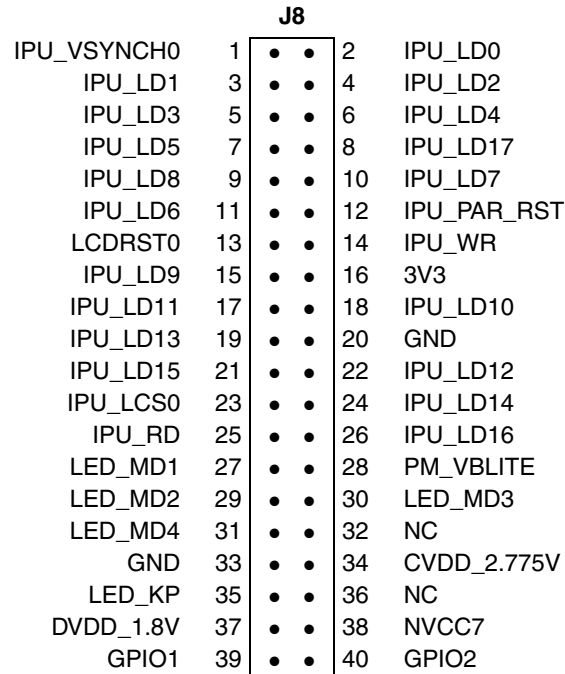 J8
IPU_VSYNCH0 1 2 IPU_LD0
IPU_LD1 3 4 IPU_LD2
IPU_LD3 5 6 IPU_LD4
IPU_LD5 7 8 IPU_LD17
IPU_LD8 9 10 IPU_LD7
IPU_LD6 11 12 IPU_PAR_RST
LCDRST0 13 14 IPU_WR
IPU_LD9 15 16 3V3
IPU_LD11 17 18 IPU_LD10
IPU_LD13 19 20 GND
IPU_LD15 21 22 IPU_LD12
IPU_LCS0 23 24 IPU_LD14
IPU_RD 25 26 IPU_LD16
LED_MD1 27 28 PM_VBLITE
LED_MD2 29 30 LED_MD3
LED_MD4 31 32 NC
GND 33 34 CVDD_2.775V
LED_KP 35 36 NC
DVDD_1.8V 37 38 NVCC7
GPIO1 39 40 GPIO2